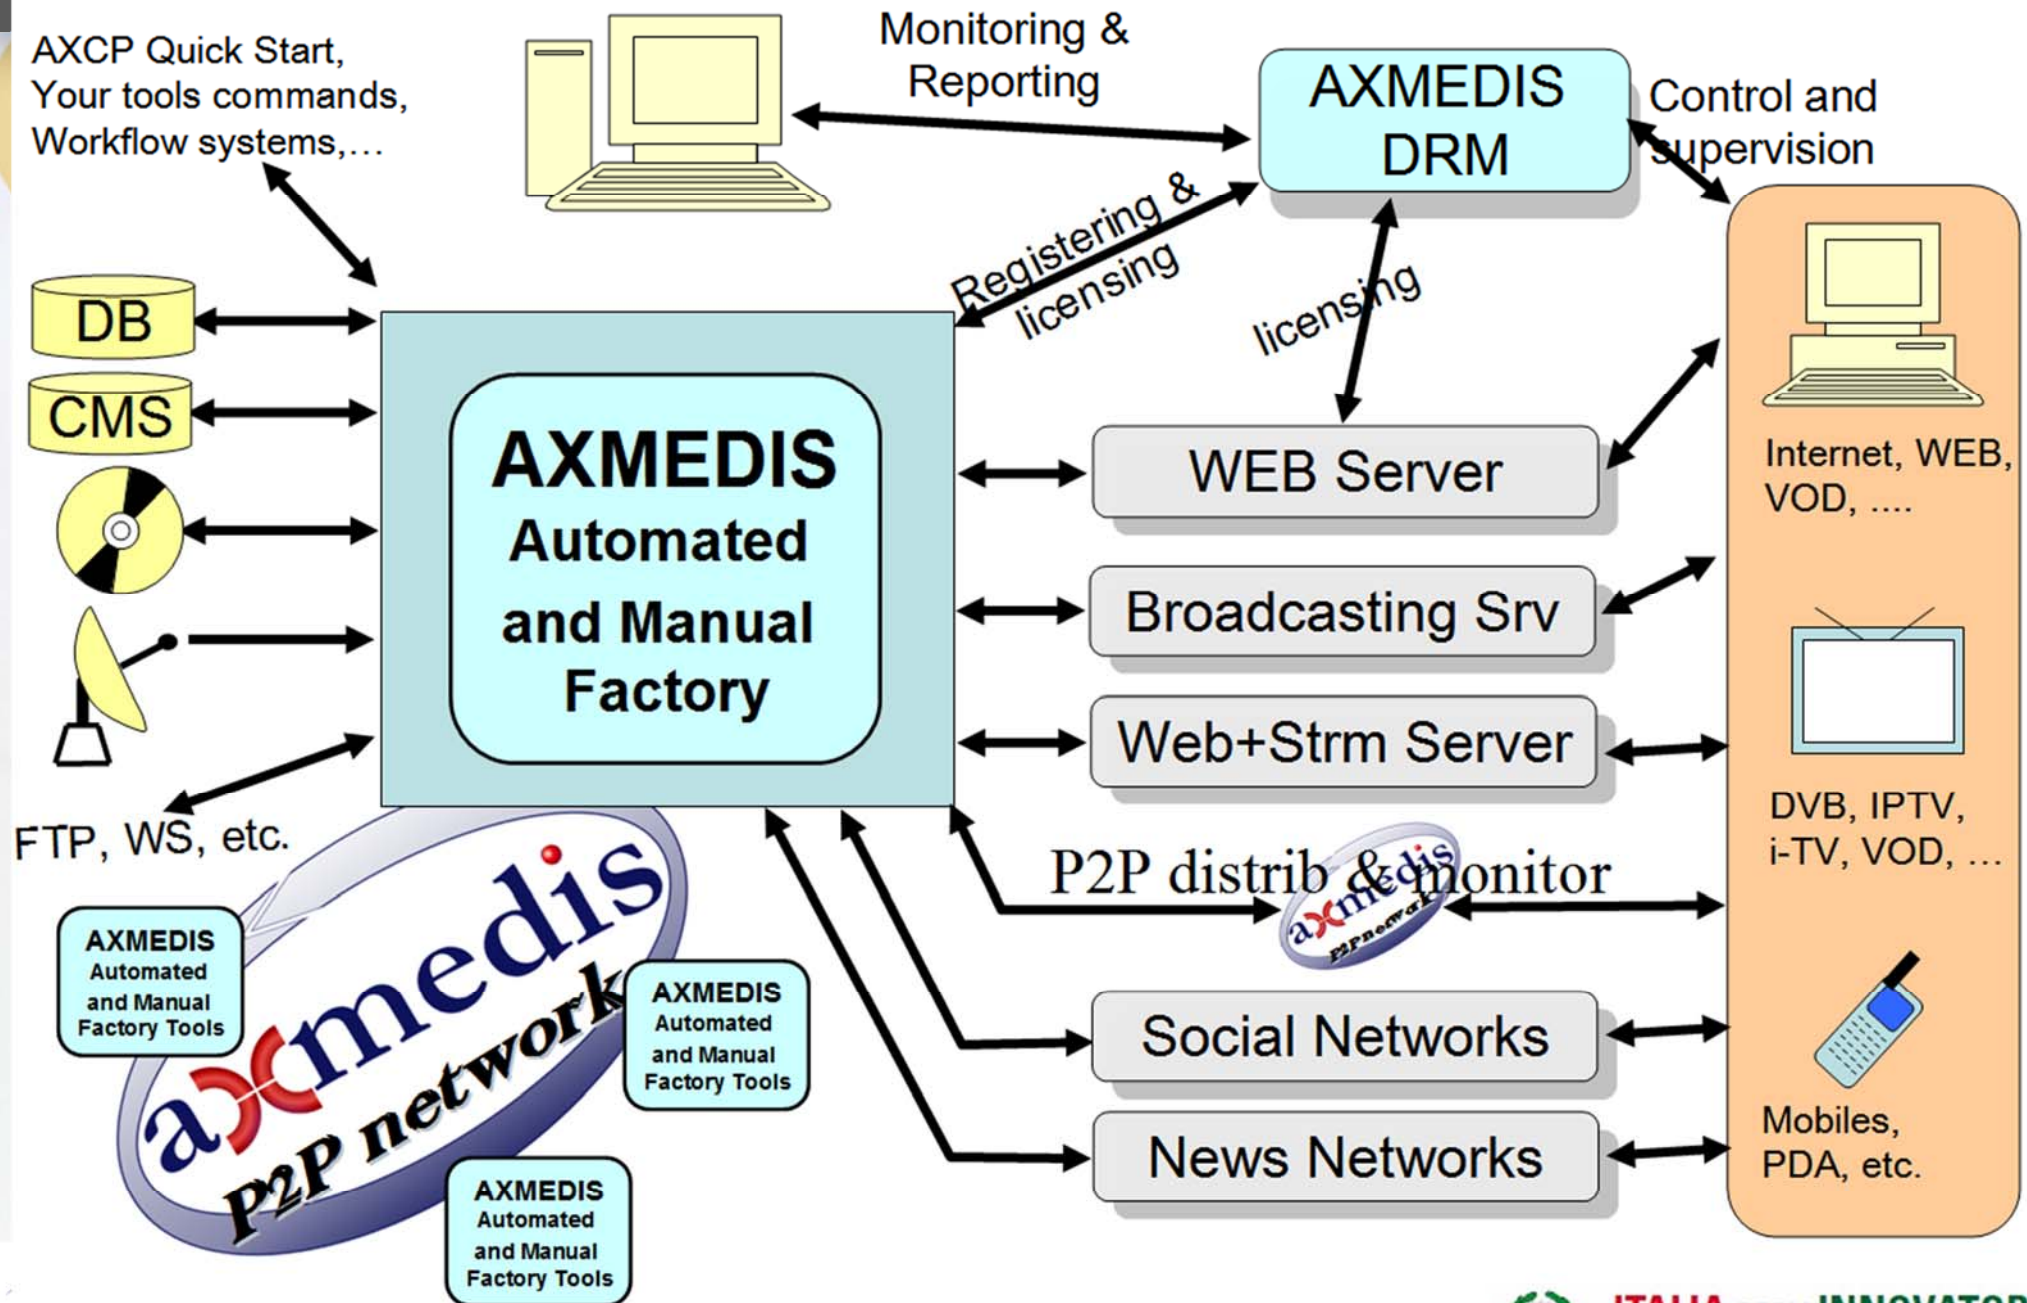 AXCP Quick Start,
Your tools commands,
Workflow systems,...
Monitoring &
Reporting
AXMEDIS
DRM
Control and
supervision
Registering &
licensing
licensing
DB
CMS
FTP, WS, etc.
AXMEDIS
Automated
and Manual
Factory
WEB Server
Broadcasting Srv
Web+Strm Server
P2P distrib & monitor
axmedis
P2P network
Social Networks
News Networks
Internet, WEB,
VOD, ....
DVB, IPTV,
i-TV, VOD, ...
Mobiles,
PDA, etc.
axmedis
P2P network
AXMEDIS
Automated
and Manual
Factory Tools
AXMEDIS
Automated
and Manual
Factory Tools
AXMEDIS
Automated
and Manual
Factory Tools